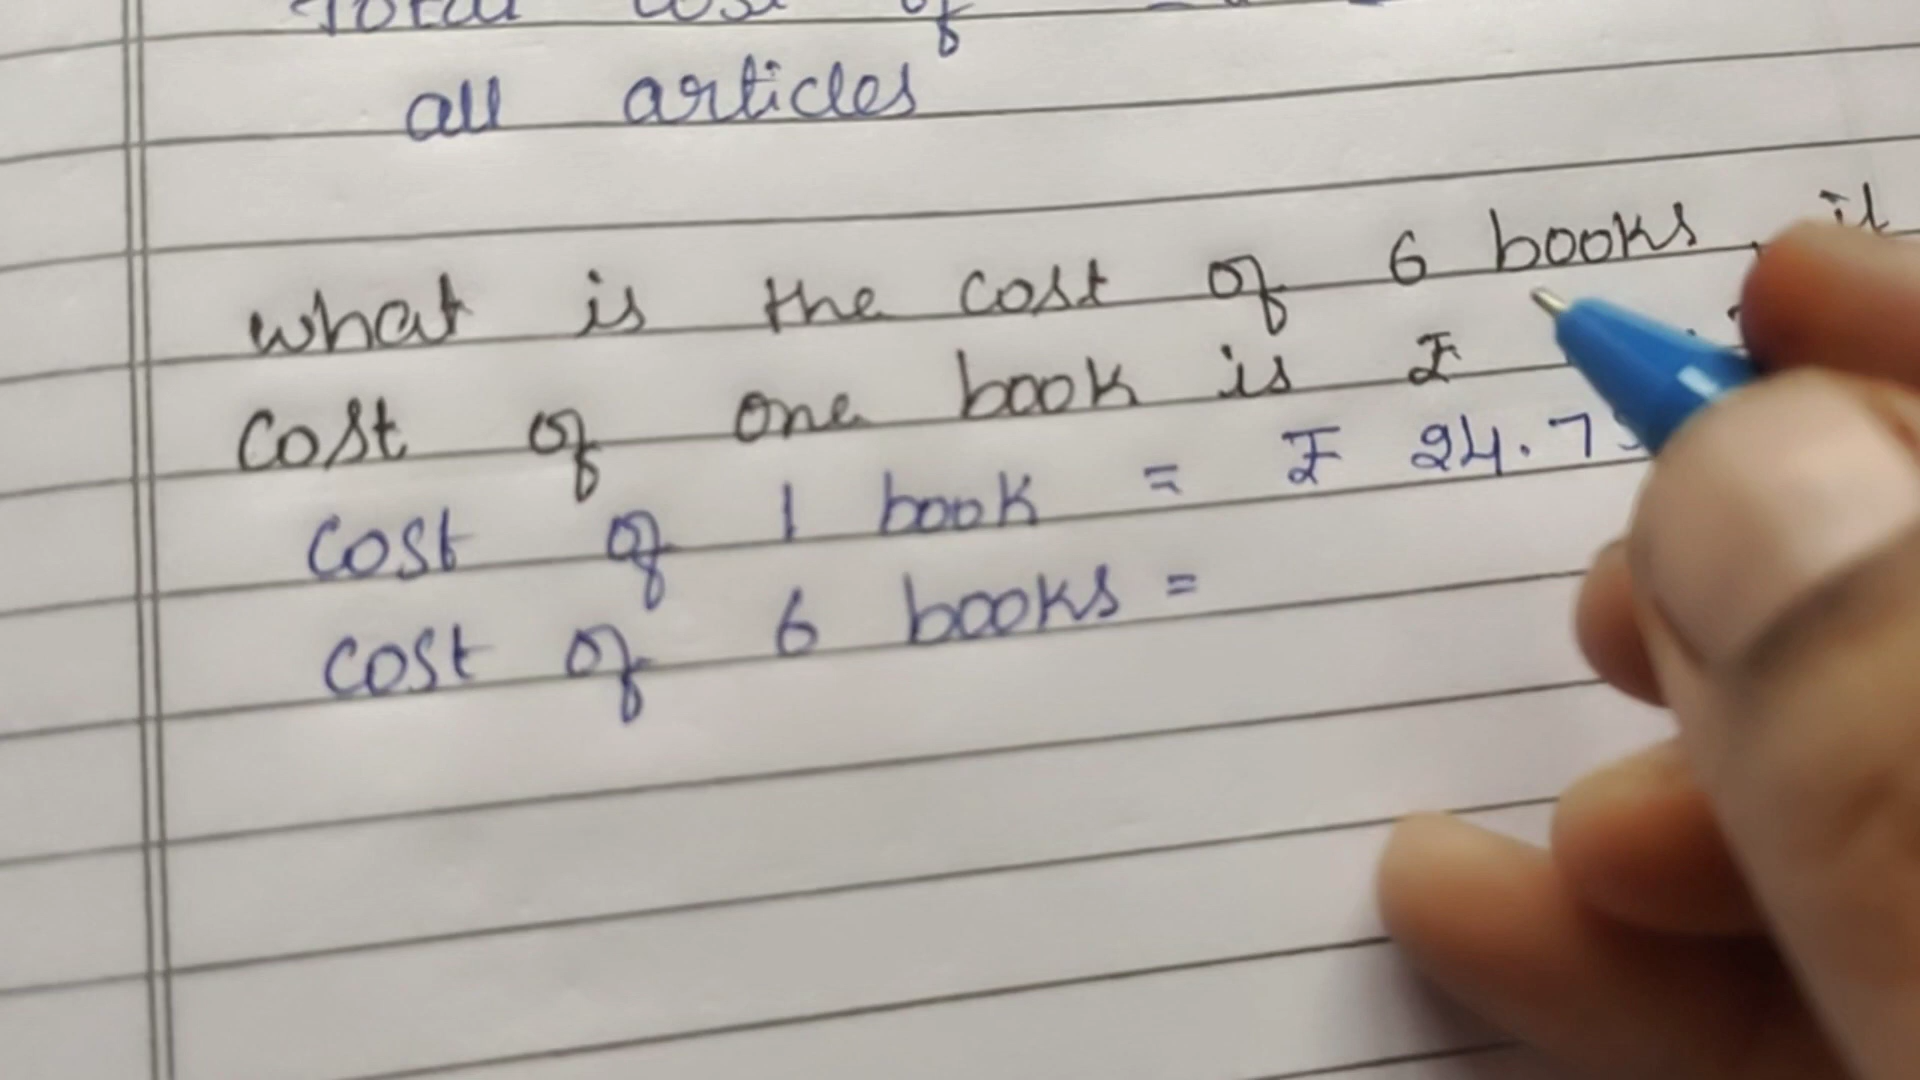 Total cost of
all articles
what is the cost of 6 books,
cost of one book is ₹
cost of 1 book = ₹ 24.7
cost of 6 books =